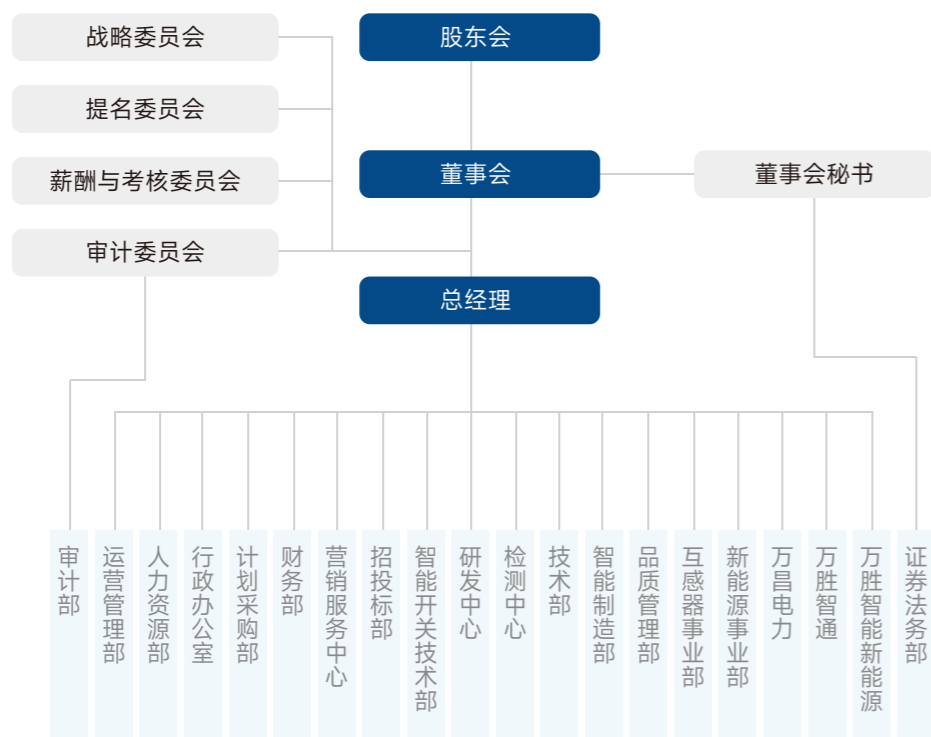 战略委员会
股东会
提名委员会
董事会
董事会秘书
薪酬与考核委员会
审计委员会
总经理
审计部
运营管理部
人力资源部
行政办公室
计划采购部
财务部
营销服务中心
招投标部
智能开关技术部
研发中心
检测中心
技术部
智能制造部
品质管理部
互感器事业部
新能源事业部
万昌电力
万胜智通
万胜智能新能源
证券法务部